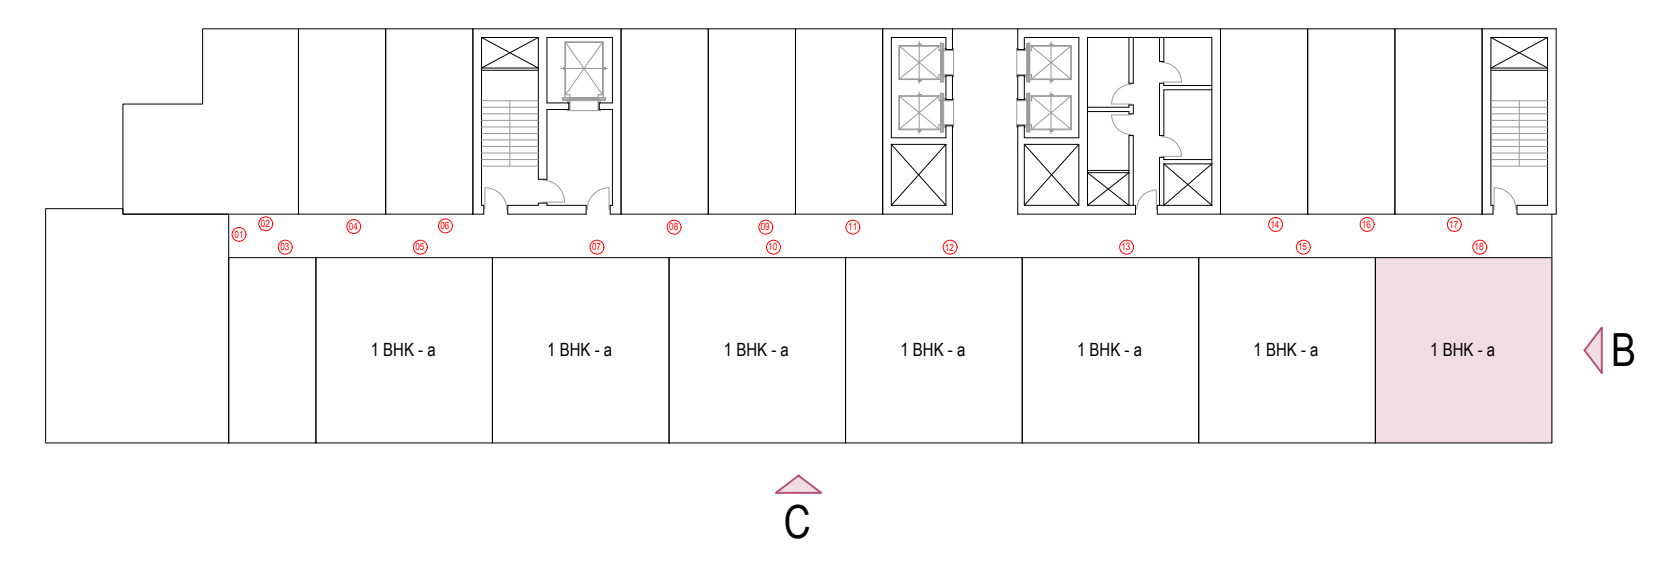 02 04 06 08 09 11 14 16 17
01
03 05 07 10 12 13 15 18
1 BHK - a 1 BHK - a 1 BHK - a 1 BHK - a 1 BHK - a 1 BHK - a 1 BHK - a
B
C